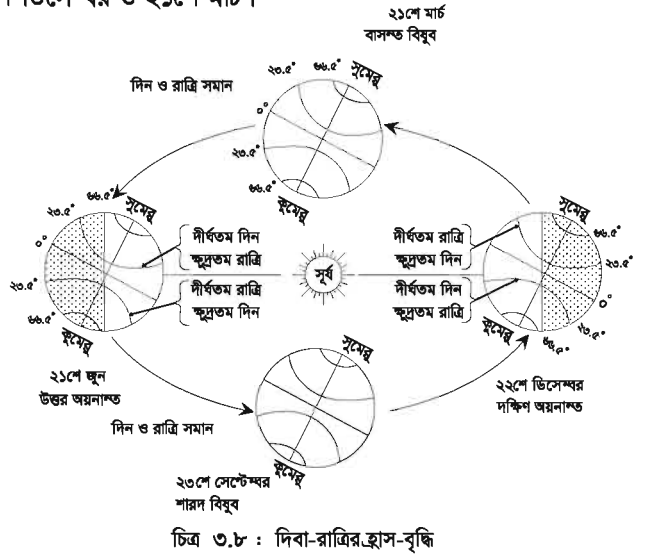 ২১শে মার্চ
বাসন্ত বিষুব
দিন ও রাত্রি সমান
২৩.৫° ৬৬.৫° সুমেরু
০°
২৩.৫°
৬৬.৫°
কুমেরু
২৩.৫° ৬৬.৫° সুমেরু
০°
২৩.৫°
৬৬.৫°
কুমেরু
দীর্ঘতম দিন
ক্ষুদ্রতম রাত্রি
দীর্ঘতম রাত্রি
ক্ষুদ্রতম দিন
সূর্য
দীর্ঘতম রাত্রি
ক্ষুদ্রতম দিন
দীর্ঘতম দিন
ক্ষুদ্রতম রাত্রি
সুমেরু
৬৬.৫°
২৩.৫°
০°
২৩.৫°
৬৬.৫°
কুমেরু
২১শে জুন
উত্তর অয়নান্ত
২২শে ডিসেম্বর
দক্ষিণ অয়নান্ত
দিন ও রাত্রি সমান
সুমেরু
কুমেরু
২৩শে সেপ্টেম্বর
শারদ বিষুব
চিত্র ৩.৮ : দিবা-রাত্রির হ্রাস-বৃদ্ধি